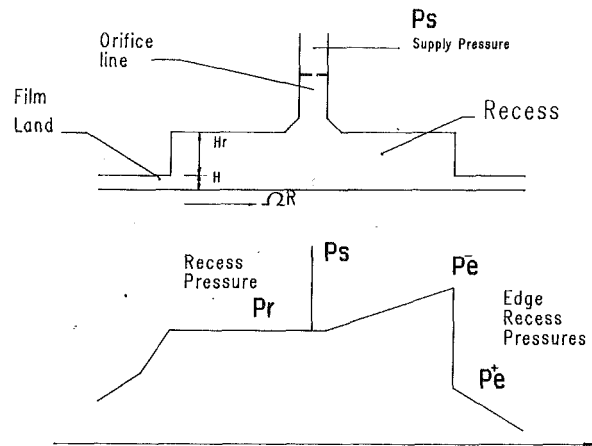 Ps
Supply Pressure
Orifice
line
Film
Land
Recess
Hr
H
ΩR
Recess
Pressure
Ps
Pr
Pe⁻
Edge
Recess
Pressures
Pe⁺